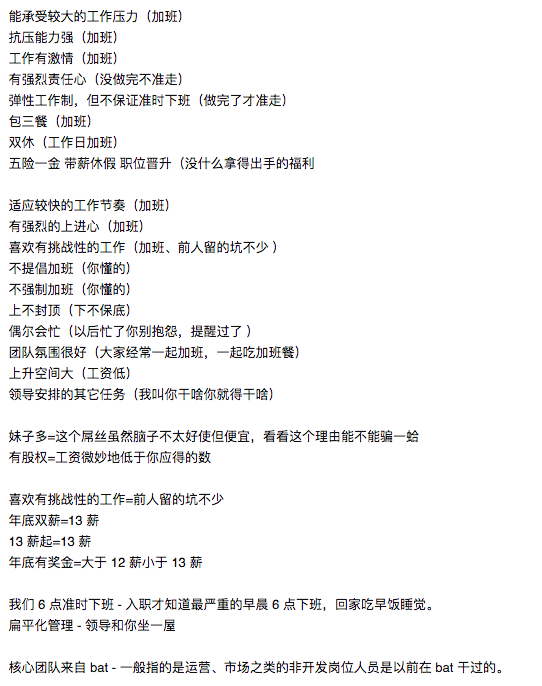 能承受较大的工作压力（加班）
抗压能力强（加班）
工作有激情（加班）
有强烈责任心（没做完不准走）
弹性工作制，但不保证准时下班（做完了才准走）
包三餐（加班）
双休（工作日加班）
五险一金 带薪休假 职位晋升（没什么拿得出手的福利
适应较快的工作节奏（加班）
有强烈的上进心（加班）
喜欢有挑战性的工作（加班、前人留的坑不少 ）
不提倡加班（你懂的）
不强制加班（你懂的）
上不封顶（下不保底）
偶尔会忙（以后忙了你别抱怨，提醒过了 ）
团队氛围很好（大家经常一起加班，一起吃加班餐）
上升空间大（工资低）
领导安排的其它任务（我叫你干啥你就得干啥）
妹子多=这个屌丝虽然脑子不太好使但便宜，看看这个理由能不能骗一蛤
有股权=工资微妙地低于你应得的数
喜欢有挑战性的工作=前人留的坑不少
年底双薪=13 薪
13 薪起=13 薪
年底有奖金=大于 12 薪小于 13 薪
我们 6 点准时下班 - 入职才知道最严重的早晨 6 点下班，回家吃早饭睡觉。
扁平化管理 - 领导和你坐一屋
核心团队来自 bat - 一般指的是运营、市场之类的非开发岗位人员是以前在 bat 干过的。